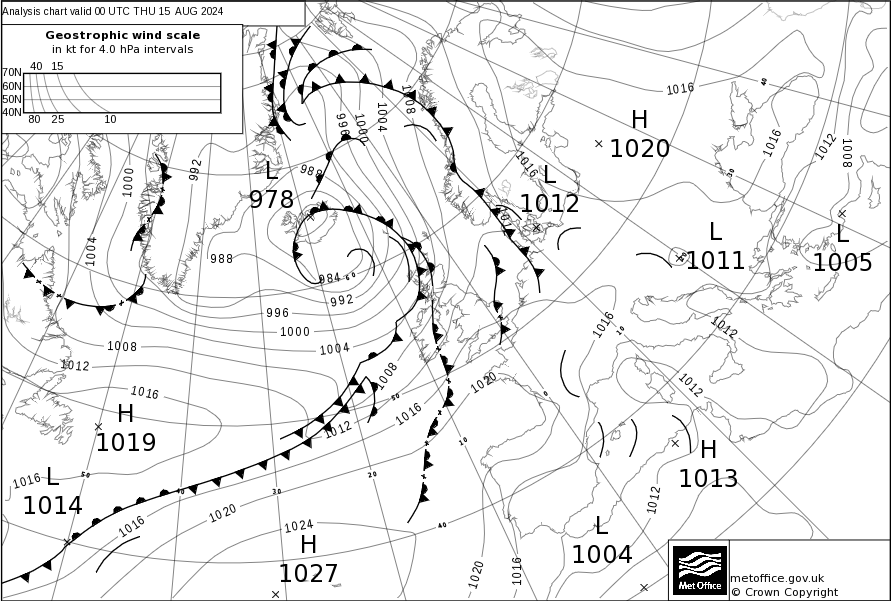 Analysis chart valid 00 UTC THU 15 AUG 2024
Geostrophic wind scale
in kt for 4.0 hPa intervals
40 15
70N
60N
50N
40N
80 25 10
1008
1004
1000
996
992
988
1000
1004
988
984
992
996
1000
1004
1008
1012
1016
1008
1012
1016
1020
1016
1016
1016
1012
1008
1016
1012
1012
1012
1016
1020
1024
1016
1020
1016
L
978
H
1020
L
1012
L
1011
L
1005
H
1019
L
1014
H
1027
H
1013
L
1004
50
40
30
20
10
0
10
30
40
50
40
60
Met Office
metoffice.gov.uk
© Crown Copyright